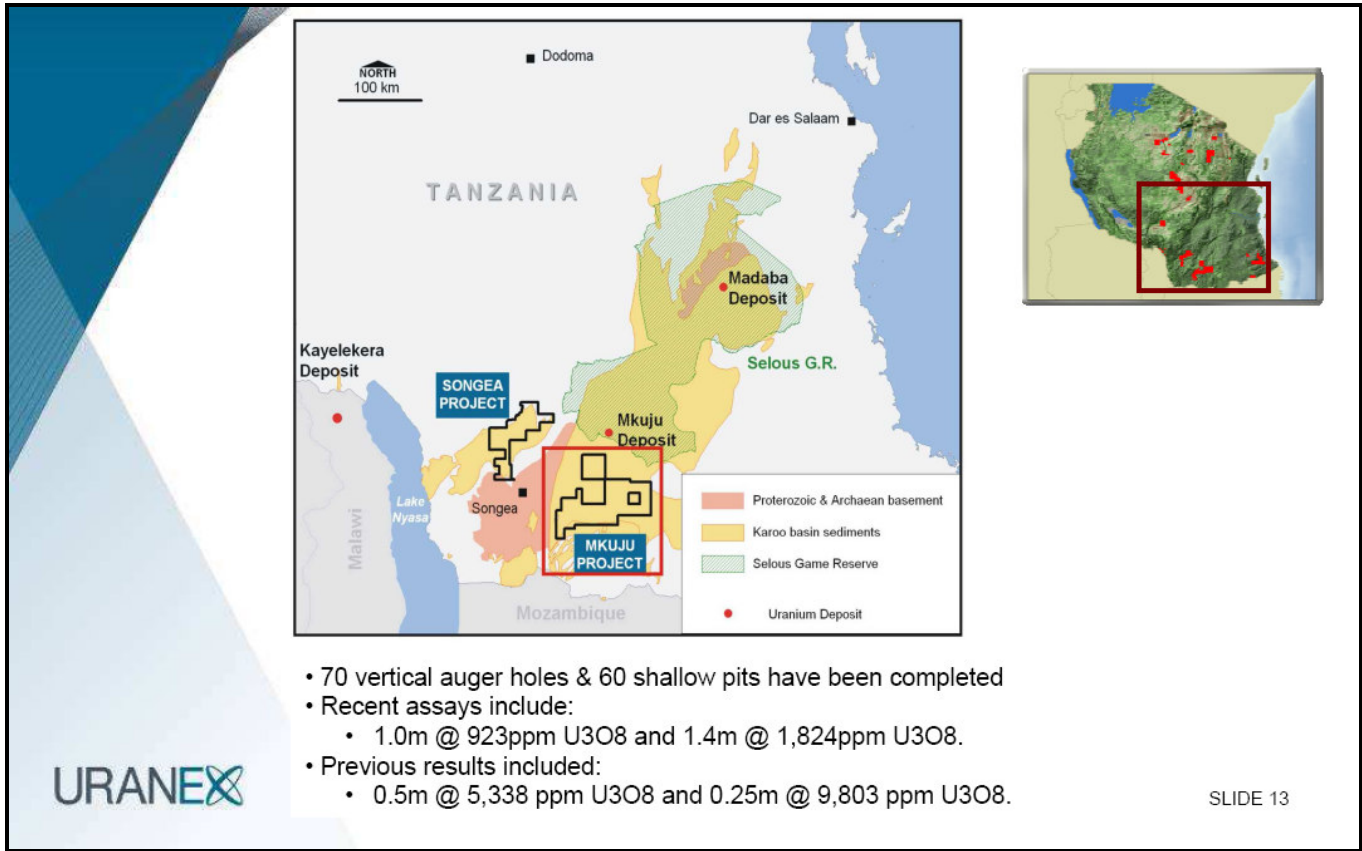 NORTH
100 km
Dodoma
Dar es Salaam
TANZANIA
Madaba
Deposit
Kayelekera
Deposit
Selous G.R.
SONGEA
PROJECT
Mkuju
Deposit
Lake
Nyasa
Songea
Malawi
MKUJU
PROJECT
Mozambique
Proterozoic & Archaean basement
Karoo basin sediments
Selous Game Reserve
Uranium Deposit
• 70 vertical auger holes & 60 shallow pits have been completed
• Recent assays include:
• 1.0m @ 923ppm U3O8 and 1.4m @ 1,824ppm U3O8.
• Previous results included:
• 0.5m @ 5,338 ppm U3O8 and 0.25m @ 9,803 ppm U3O8.
URANEX
SLIDE 13